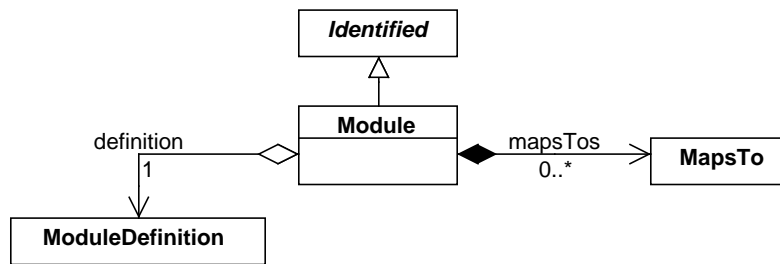 Identified
Module
definition
mapsTos
1
0..*
MapsTo
ModuleDefinition